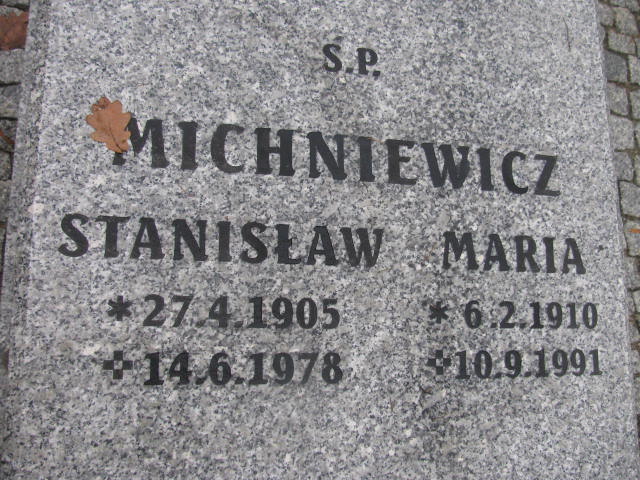 Ś.P.
MICHNIEWICZ
STANISŁAW MARIA
* 27.4.1905 * 6.2.1910
✠ 14.6.1978 ✠ 10.9.1991